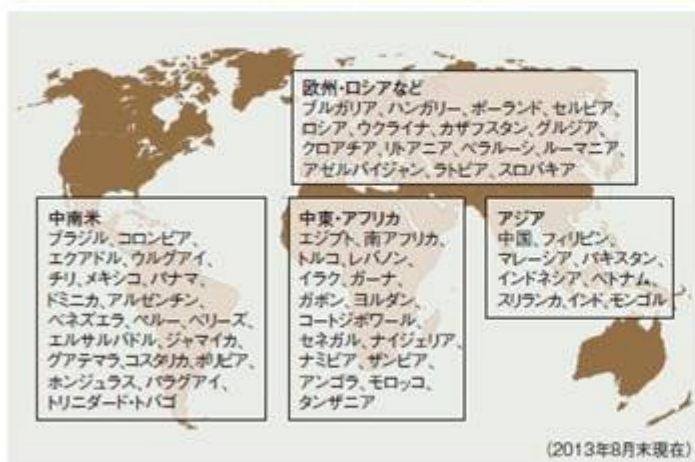 欧州・ロシアなど
ブルガリア、ハンガリー、ポーランド、セルビア、
ロシア、ウクライナ、カザフスタン、グルジア、
クロアチア、リトアニア、ベラルーシ、ルーマニア、
アゼルバイジャン、ラトビア、スロバキア
中南米
ブラジル、コロンビア、
エクアドル、ウルグアイ、
チリ、メキシコ、パナマ、
ドミニカ、アルゼンチン、
ベネズエラ、ペルー、ベリーズ、
エルサルバドル、ジャマイカ、
グアテマラ、コスタリカ、ボリビア、
ホンジュラス、パラグアイ、
トリニダード・トバゴ
中東・アフリカ
エジプト、南アフリカ、
トルコ、レバノン、
イラク、ガーナ、
ガボン、ヨルダン、
コートジボワール、
セネガル、ナイジェリア、
ナミビア、ザンビア、
アンゴラ、モロッコ、
タンザニア
アジア
中国、フィリピン、
マレーシア、パキスタン、
インドネシア、ベトナム、
スリランカ、インド、モンゴル
(2013年8月末現在)